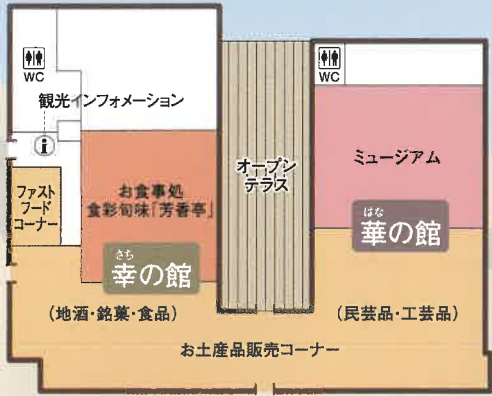 WC
観光インフォメーション
i
ファスト
フード
コーナー
お食事処
食彩旬味「芳香亭」
さち
幸の館
(地酒・銘菓・食品)
オープン
テラス
WC
ミュージアム
はな
華の館
(民芸品・工芸品)
お土産品販売コーナー